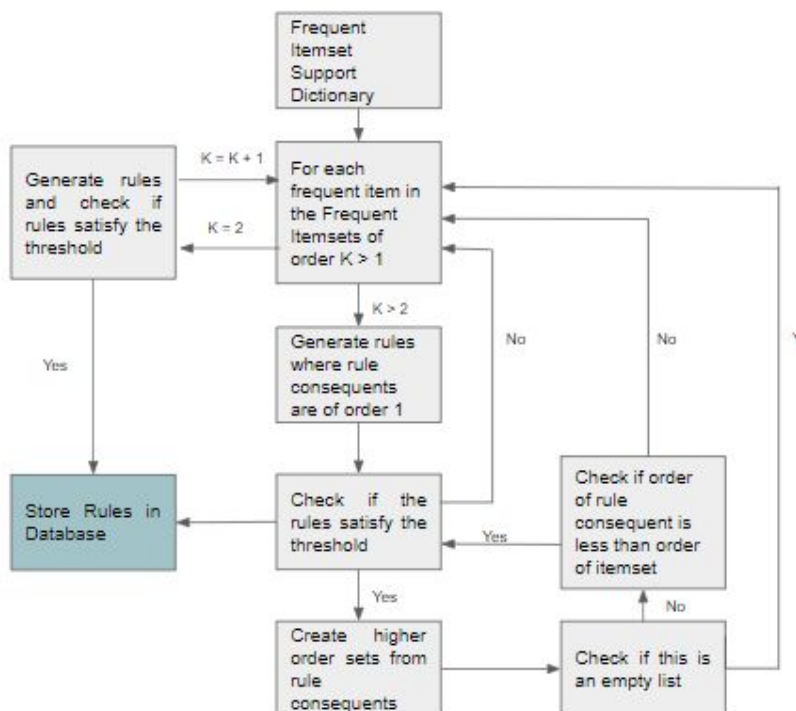 Frequent
Itemset
Support
Dictionary
K = K + 1
Generate rules
and check if
rules satisfy the
threshold
For each
frequent item in
the Frequent
Itemsets of
order K > 1
K = 2
K > 2
Generate rules
where rule
consequents
are of order 1
Yes
No
No
Store Rules in
Database
Check if the
rules satisfy the
threshold
Yes
Check if order
of rule
consequent is
less than order
of itemset
Yes
No
Create higher
order sets from
rule
consequents
Check if this is
an empty list